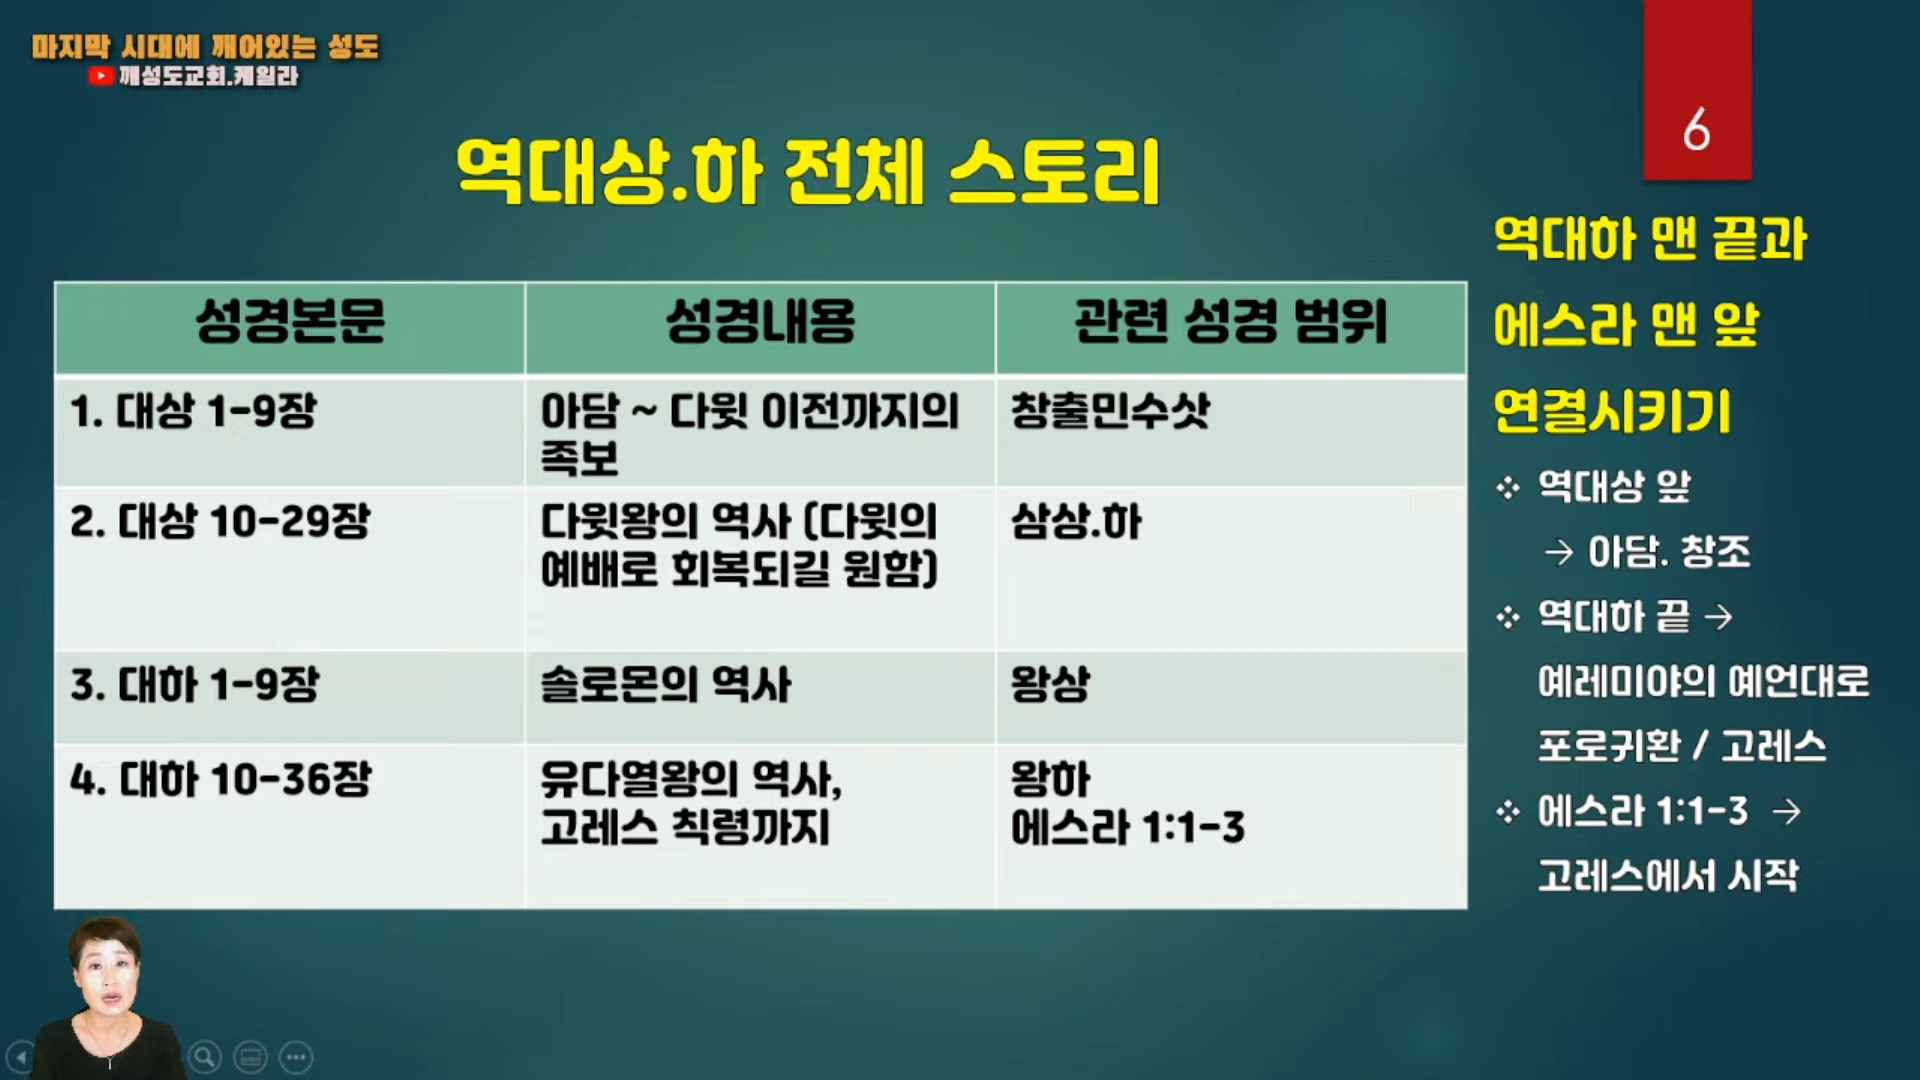 마지막 시대에 깨어있는 성도
깨성도교회.케일라
6
역대상.하 전체 스토리
성경본문
성경내용
관련 성경 범위
1. 대상 1-9장
아담 ~ 다윗 이전까지의
족보
창출민수삿
2. 대상 10-29장
다윗왕의 역사 (다윗의
예배로 회복되길 원함)
삼상.하
3. 대하 1-9장
솔로몬의 역사
왕상
4. 대하 10-36장
유다열왕의 역사,
고레스 칙령까지
왕하
에스라 1:1-3
역대하 맨 끝과
에스라 맨 앞
연결시키기
❖ 역대상 앞
→ 아담. 창조
❖ 역대하 끝 →
예레미야의 예언대로
포로귀환 / 고레스
❖ 에스라 1:1-3 →
고레스에서 시작